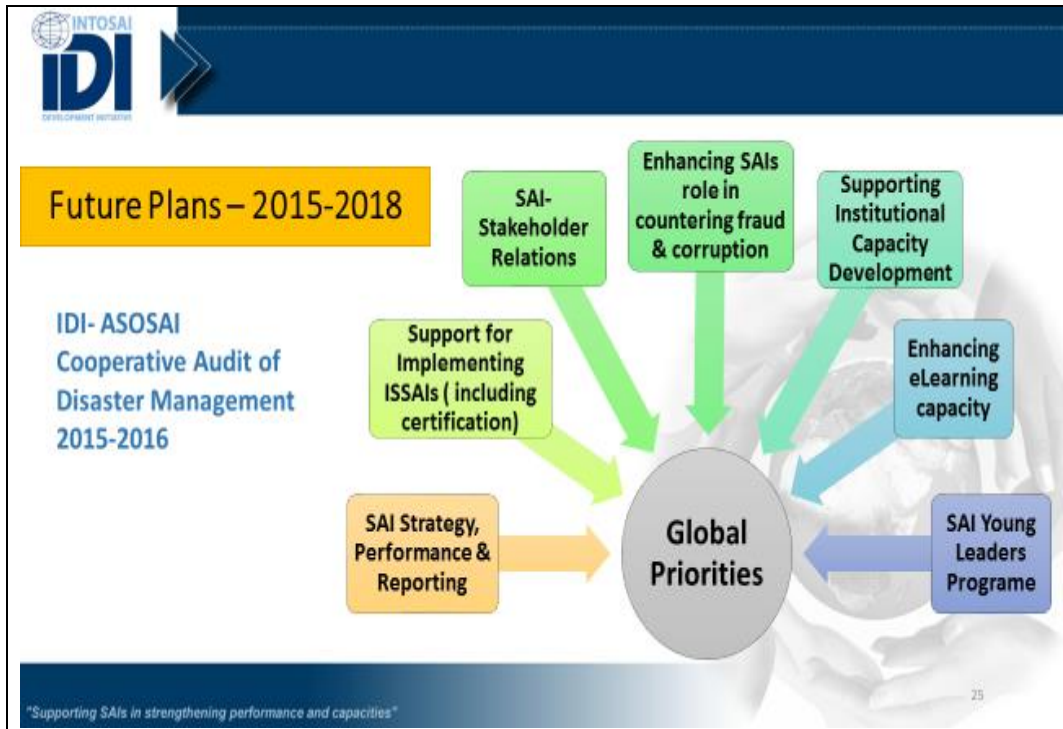 INTOSAI
IDI
DEVELOPMENT INITIATIVE
Future Plans – 2015-2018
IDI- ASOSAI
Cooperative Audit of
Disaster Management
2015-2016
SAI Strategy,
Performance &
Reporting
Support for
Implementing
ISSAIs ( including
certification)
SAI-
Stakeholder
Relations
Enhancing SAIs
role in
countering fraud
& corruption
Supporting
Institutional
Capacity
Development
Enhancing
eLearning
capacity
SAI Young
Leaders
Programe
Global
Priorities
"Supporting SAIs in strengthening performance and capacities"
25